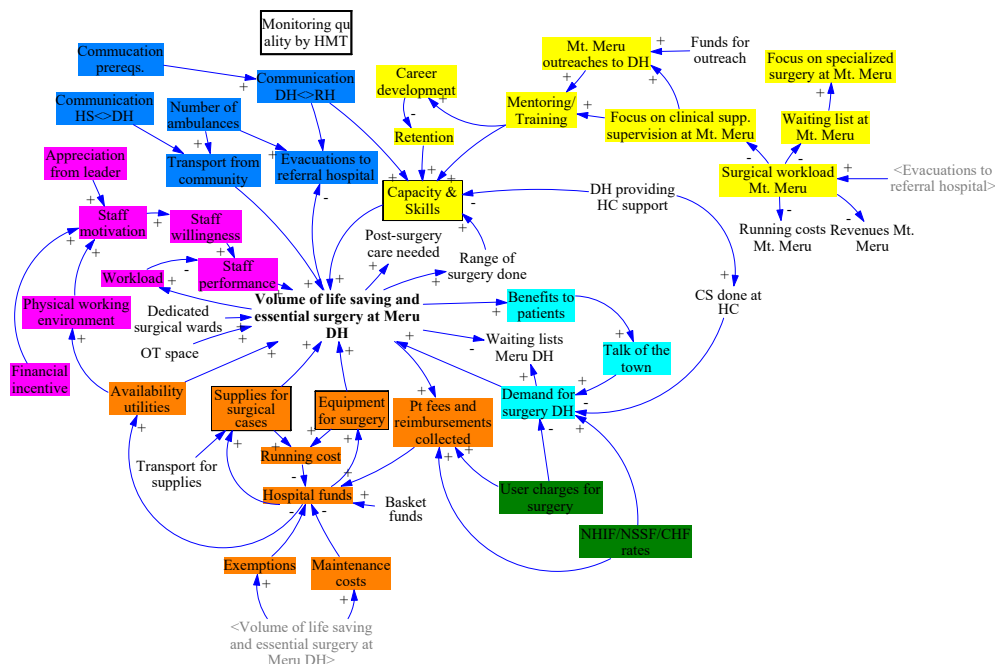 Monitoring qu
ality by HMT
Commucation
prereqs.
Communication
HS<>DH
Number of
ambulances
Communication
DH<>RH
Career
development
Retention
Mt. Meru
outreaches to DH
Funds for
outreach
Mentoring/
Training
Focus on clinical supp.
supervision at Mt. Meru
Focus on specialized
surgery at Mt. Meru
Waiting list at
Mt. Meru
Surgical workload
Mt. Meru
<Evacuations to
referral hospital>
Running costs
Mt. Meru
Revenues Mt.
Meru
Appreciation
from leader
Transport from
community
Evacuations to
referral hospital
Capacity &
Skills
DH providing
HC support
Staff
motivation
Staff
willingness
Staff
performance
Workload
Post-surgery
care needed
Range of
surgery done
CS done at
HC
Physical working
environment
Dedicated
surgical wards
OT space
Volume of life saving and
essential surgery at Meru
DH
Benefits to
patients
Waiting lists
Meru DH
Talk of the
town
Financial
incentive
Availability
utilities
Supplies for
surgical
cases
Equipment
for surgery
Pt fees and
reimbursements
collected
Demand for
surgery DH
Transport for
supplies
Running cost
Hospital funds
Basket
funds
User charges for
surgery
NHIF/NSSF/CHF
rates
Exemptions
Maintenance
costs
<Volume of life saving
and essential surgery at
Meru DH>